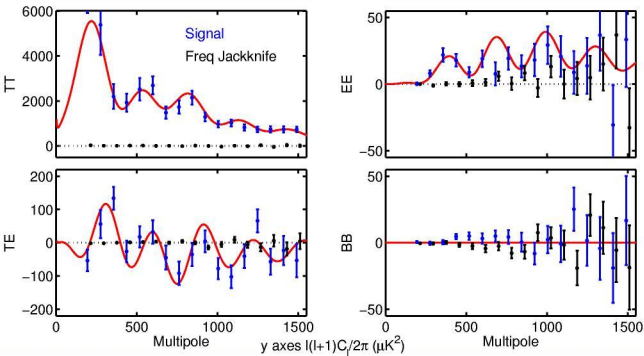 6000
4000
2000
0
TT
Signal
Freq Jackknife
50
0
−50
EE
200
100
0
−100
−200
TE
0
500
1000
1500
Multipole
50
0
−50
BB
0
500
1000
1500
Multipole
y axes l(l+1)C_l/2π (μK²)